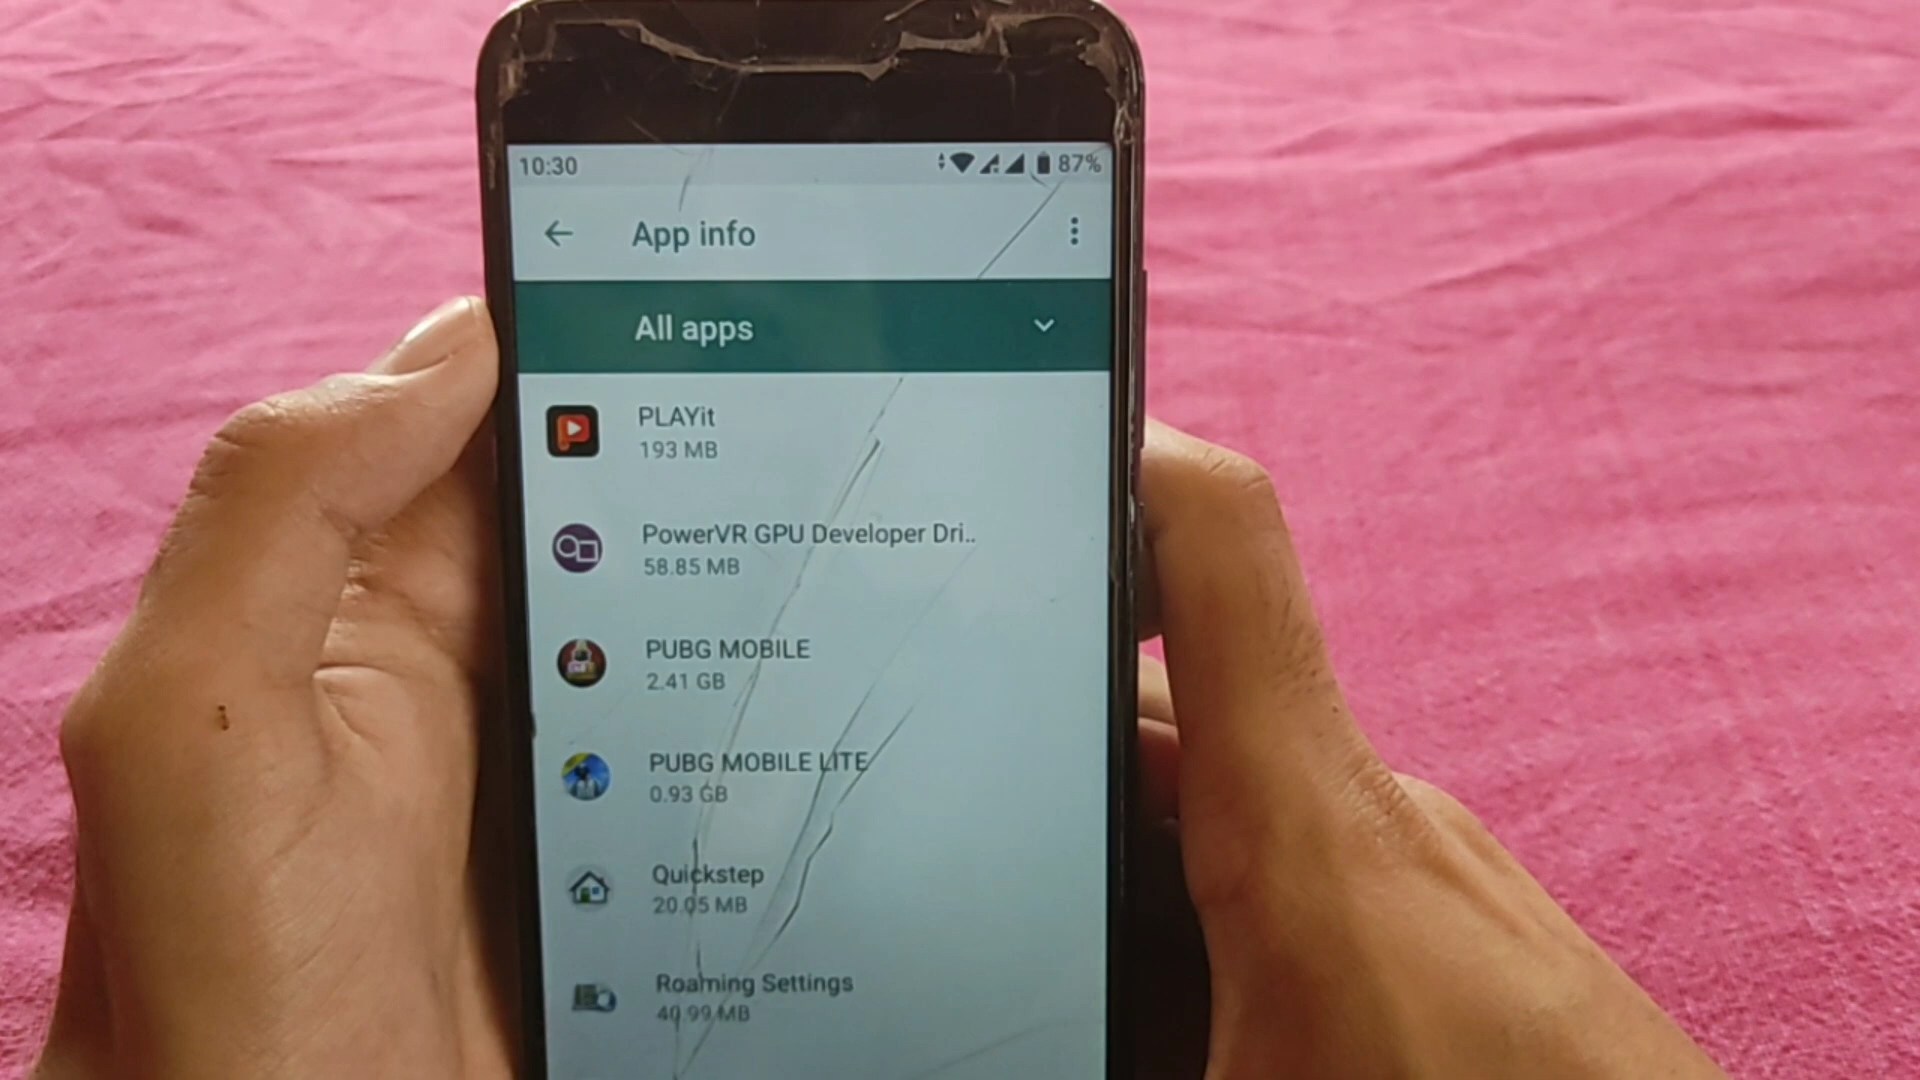 10:30
87%
App info
All apps
PLAYit
193 MB
PowerVR GPU Developer Dri..
58.85 MB
PUBG MOBILE
2.41 GB
PUBG MOBILE LITE
0.93 GB
Quickstep
20.05 MB
Roaming Settings
40.99 MB